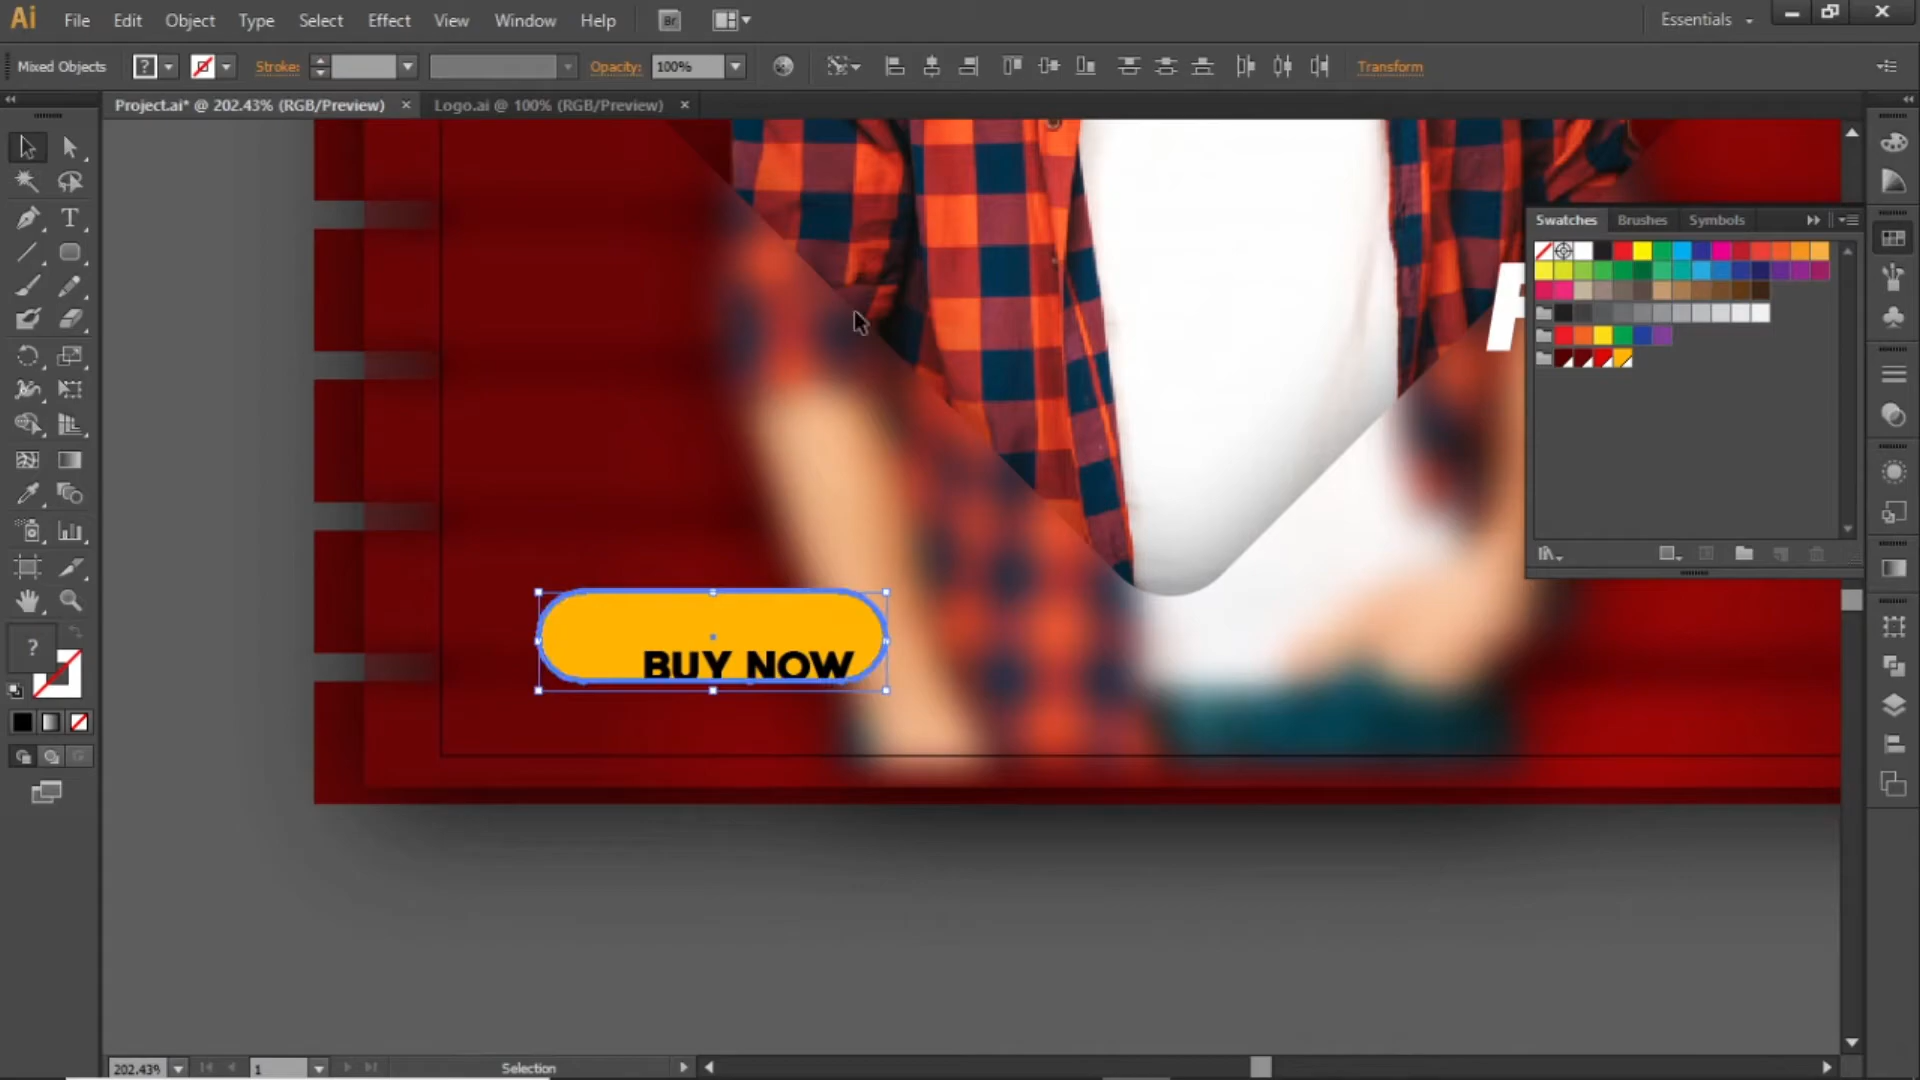 Ai File Edit Object Type Select Effect View Window Help Br Essentials
Mixed Objects ? Stroke: Opacity: 100% Transform
Project.ai* @ 202.43% (RGB/Preview) × Logo.ai @ 100% (RGB/Preview) ×
Swatches Brushes Symbols
T
?
BUY NOW
202.43% 1 Selection